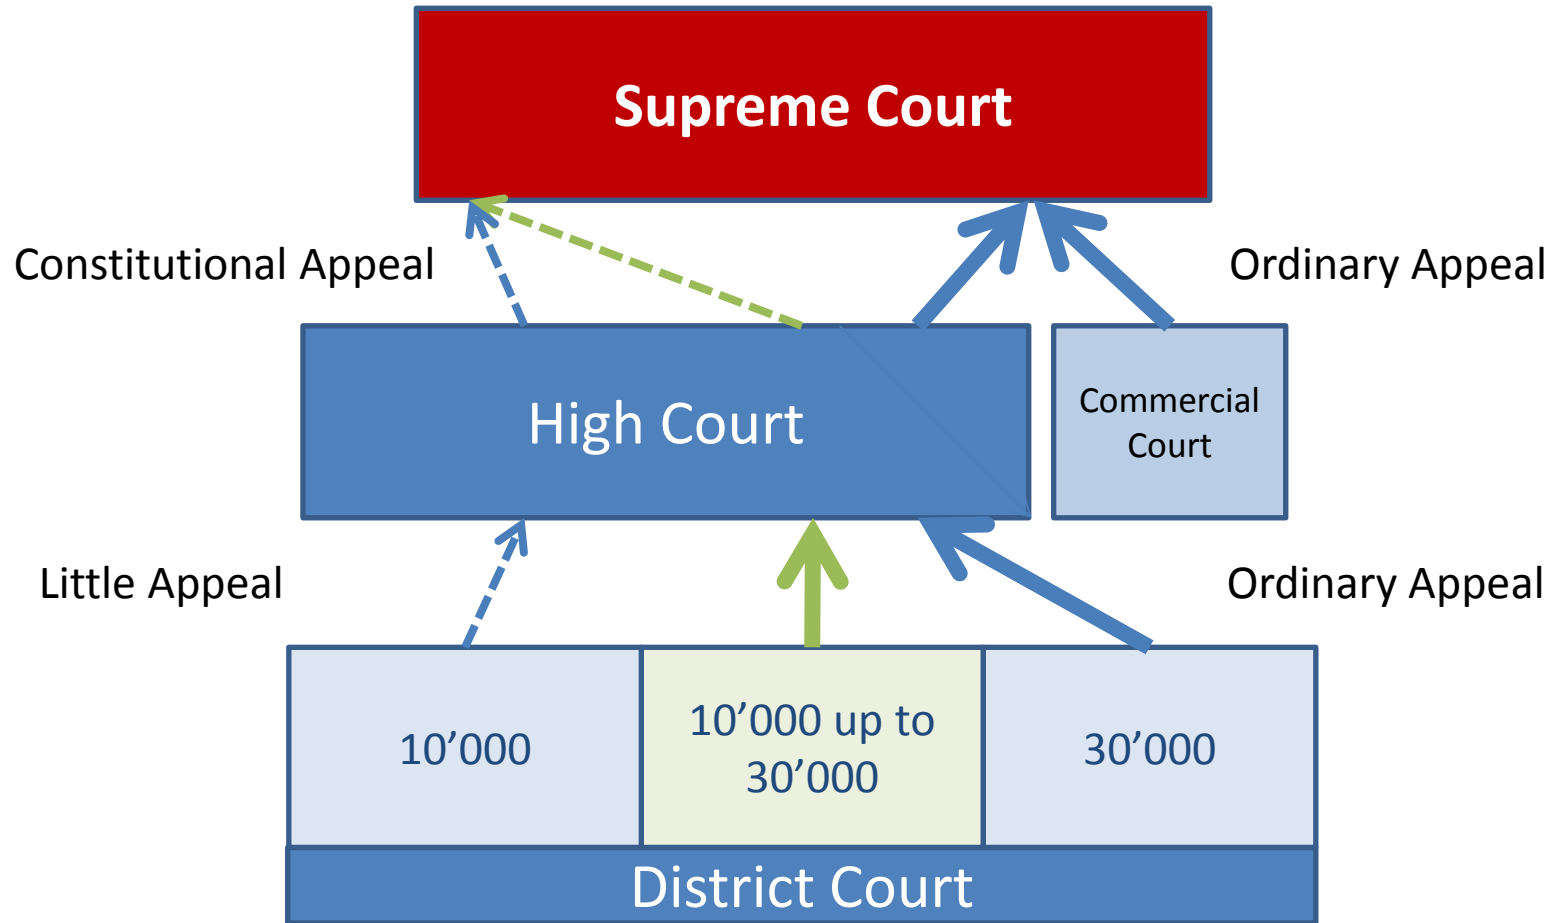 Supreme Court
Constitutional Appeal
Ordinary Appeal
High Court
Commercial
Court
Little Appeal
Ordinary Appeal
10’000
10’000 up to
30’000
30’000
District Court